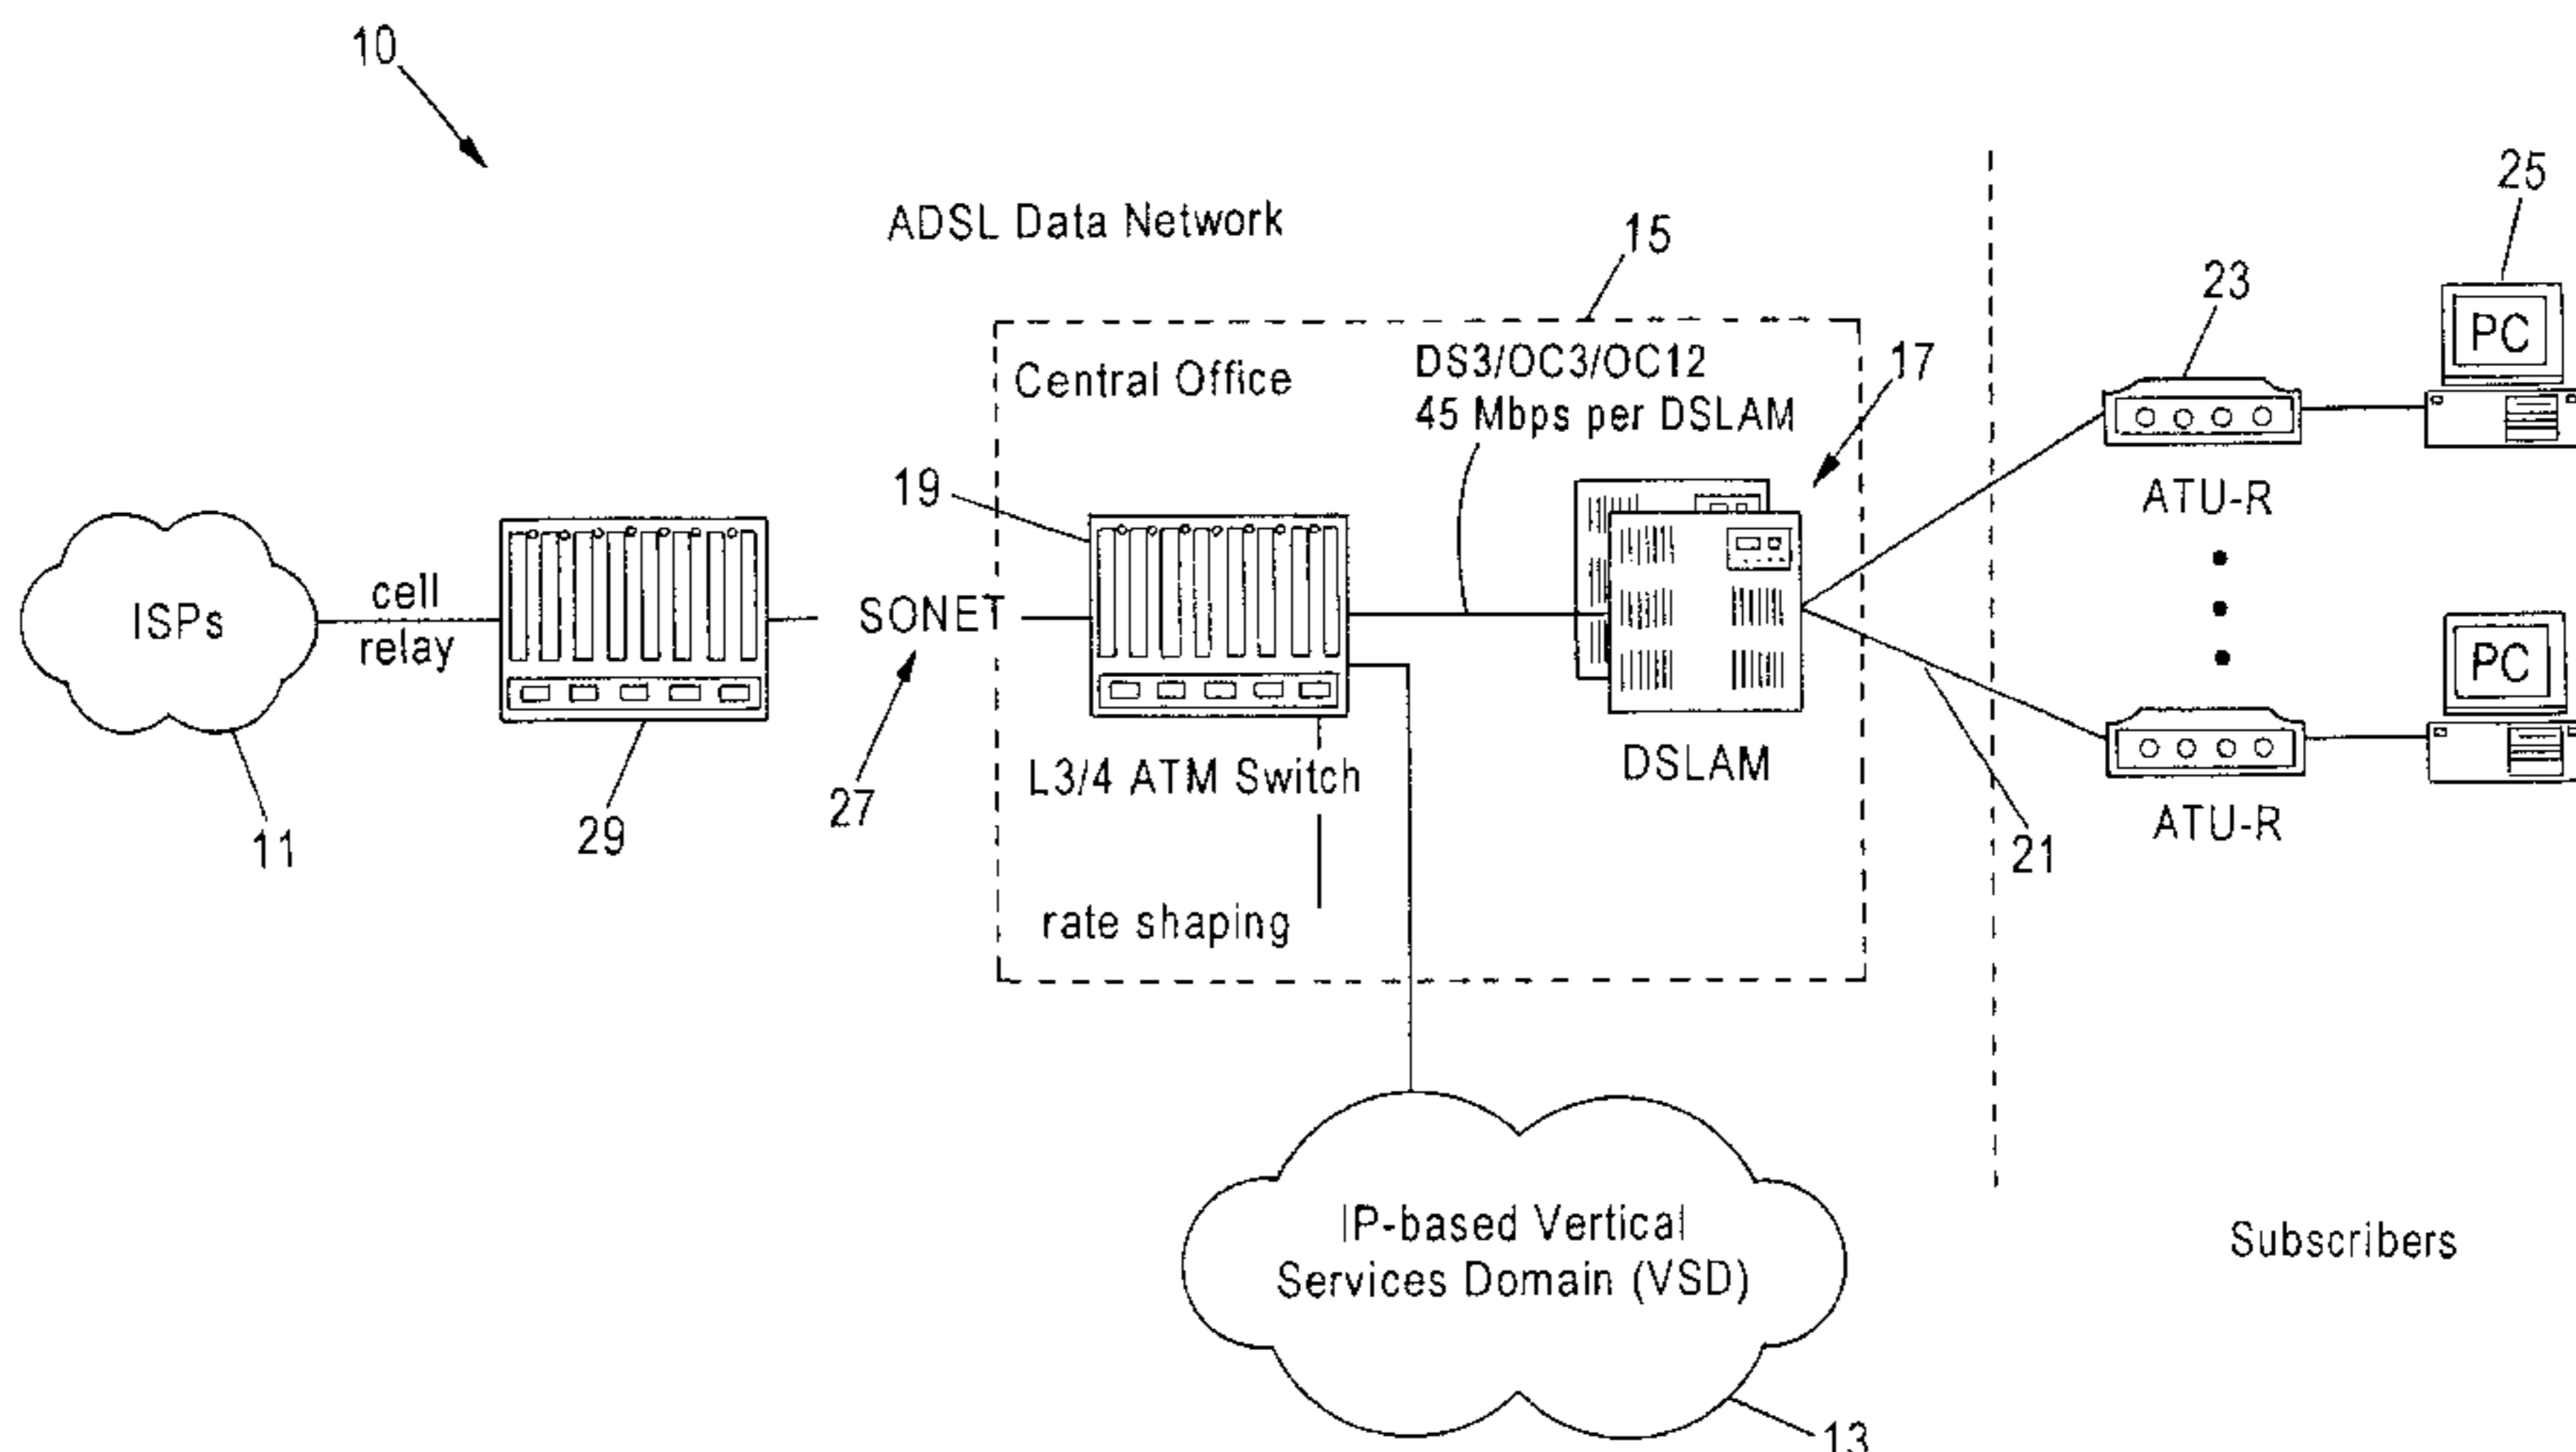 10
ADSL Data Network
15
25
23
PC
Central Office
DS3/OC3/OC12
45 Mbps per DSLAM
17
19
ATU-R
ISPs
cell
relay
SONET
PC
L3/4 ATM Switch
DSLAM
27
29
11
21
ATU-R
rate shaping
IP-based Vertical
Services Domain (VSD)
Subscribers
13